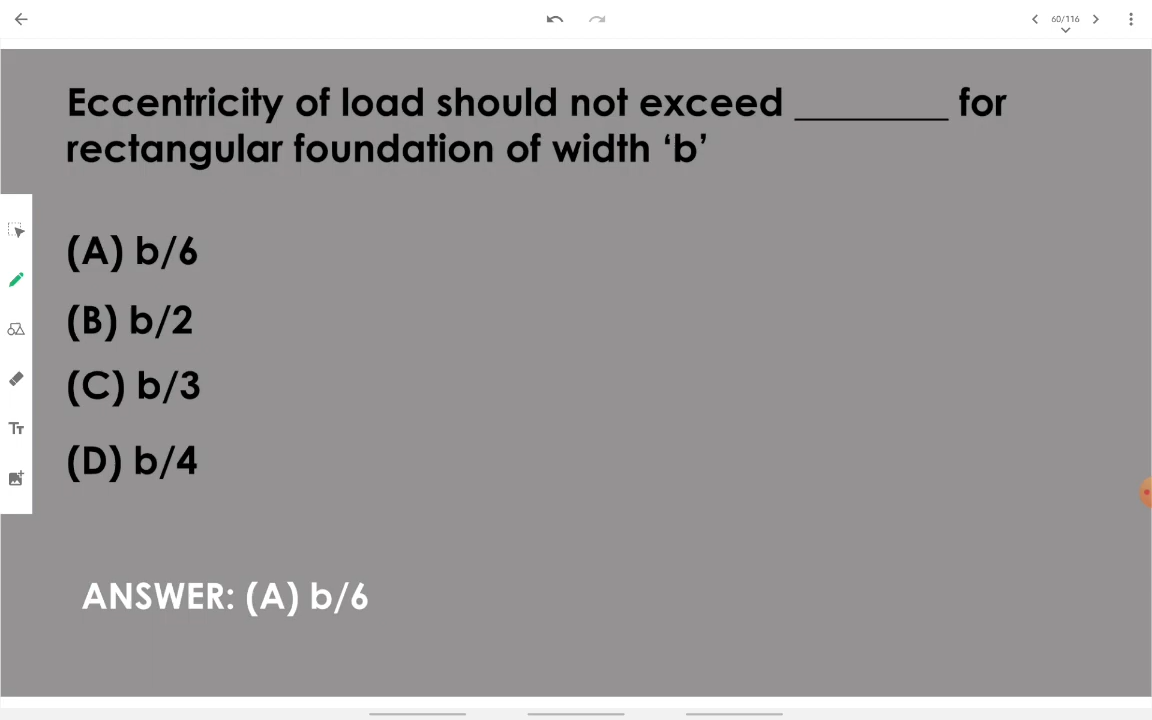 60/116
Eccentricity of load should not exceed ________ for
rectangular foundation of width ‘b’
(A) b/6
(B) b/2
(C) b/3
(D) b/4
Tт
ANSWER: (A) b/6